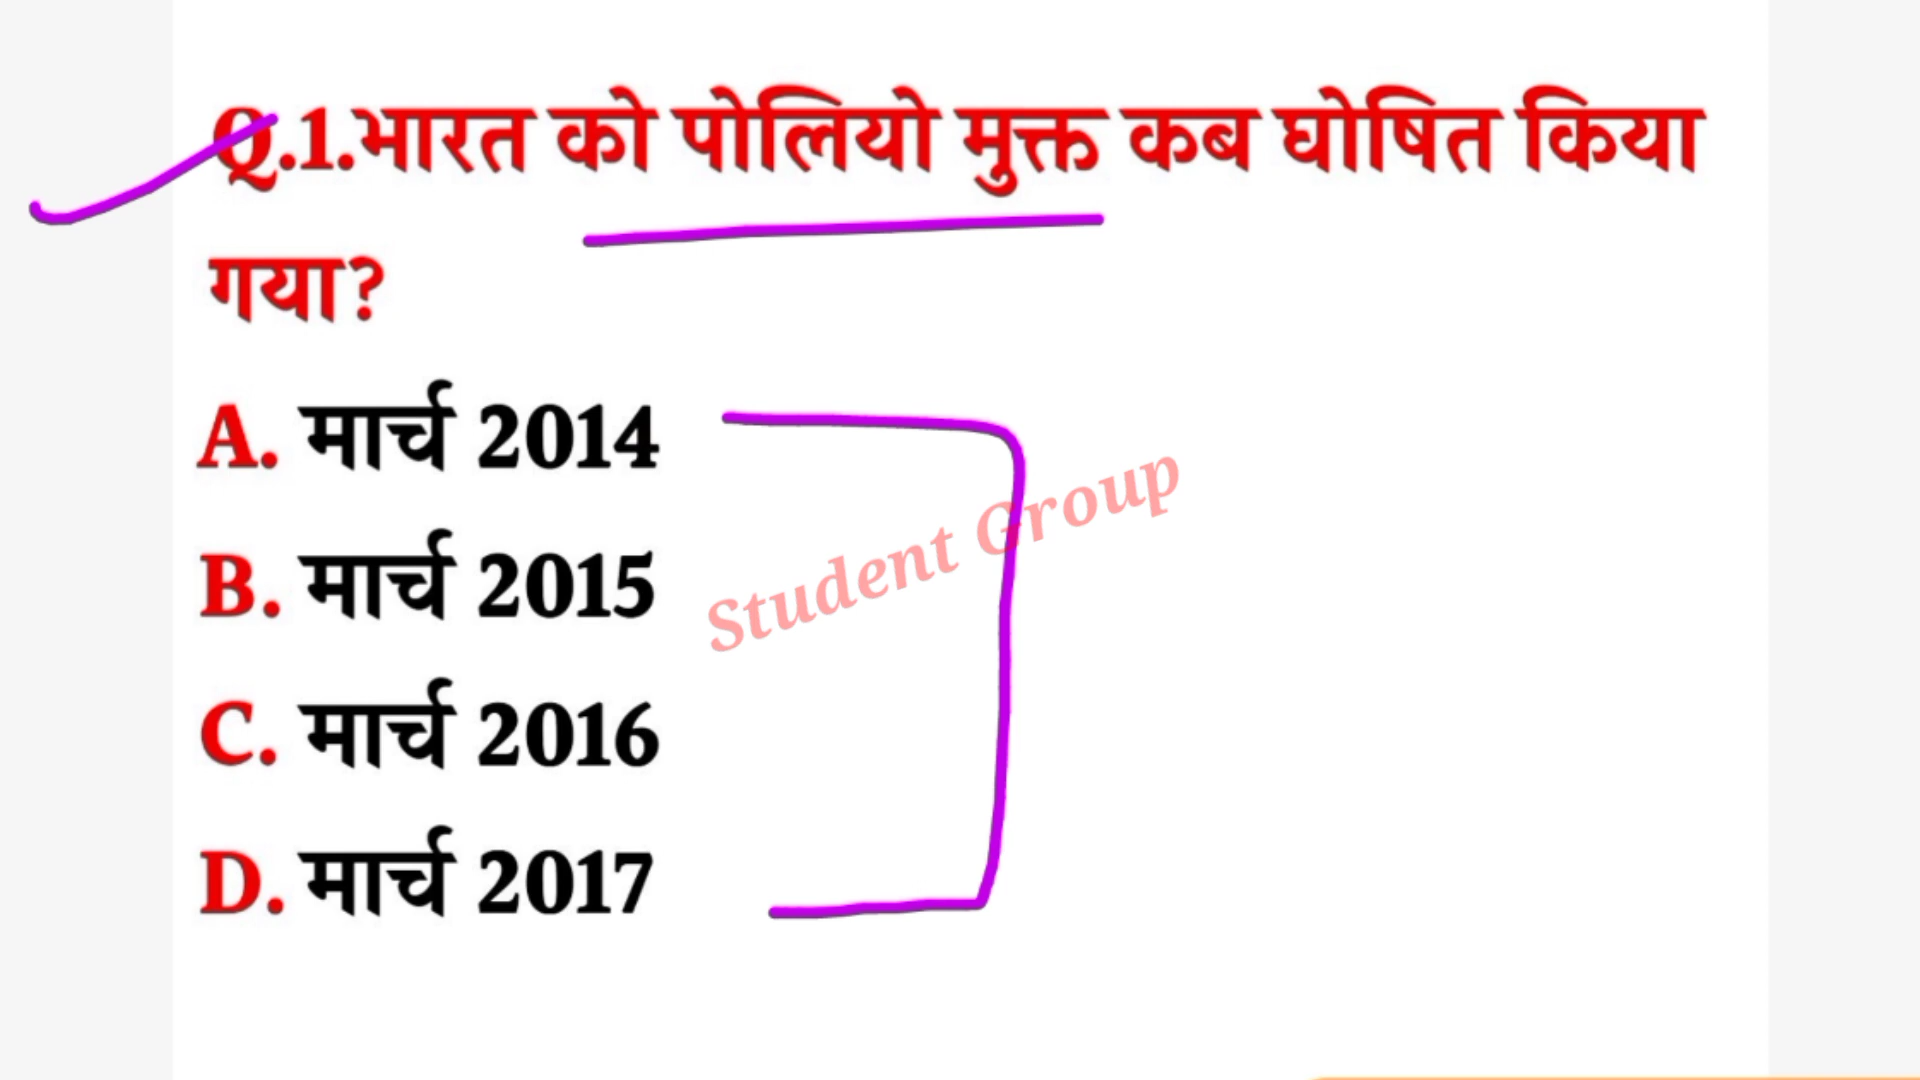 Q.1.भारत को पोलियो मुक्त कब घोषित किया
गया?
A. मार्च 2014
B. मार्च 2015
C. मार्च 2016
D. मार्च 2017
Student Group